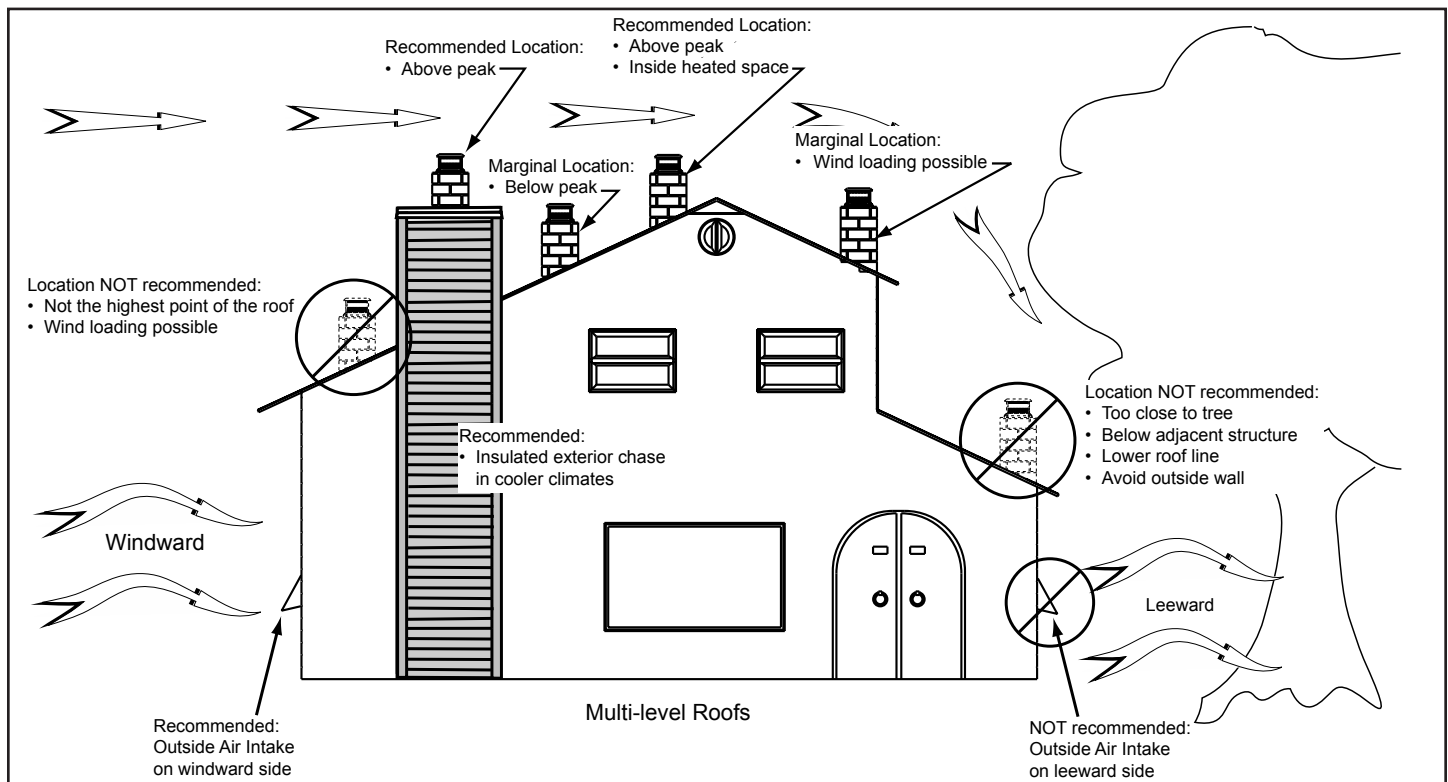 Recommended Location:
• Above peak
Recommended Location:
• Above peak
• Inside heated space
Marginal Location:
• Below peak
Marginal Location:
• Wind loading possible
Location NOT recommended:
• Not the highest point of the roof
• Wind loading possible
Recommended:
• Insulated exterior chase
in cooler climates
Location NOT recommended:
• Too close to tree
• Below adjacent structure
• Lower roof line
• Avoid outside wall
Windward
Leeward
Recommended:
Outside Air Intake
on windward side
Multi-level Roofs
NOT recommended:
Outside Air Intake
on leeward side